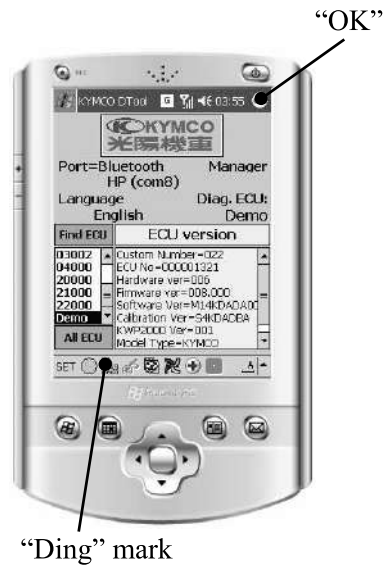 “OK”
KYMCO DTool G 03:55
KYMCO
光陽機車
Port=Bluetooth Manager
HP (com8)
Language Diag. ECU:
English Demo
Find ECU ECU version
03002 Custom Number=022
04000 ECU No=000001321
20000 Hardware ver=006
21000 Firmware ver=008.000
22000 Software Ver=M14KDADA00
Demo Calibration Ver=S4KDADBA
All ECU KWP2000 Ver=001
Model Type=KYMCO
SET A
“Ding” mark